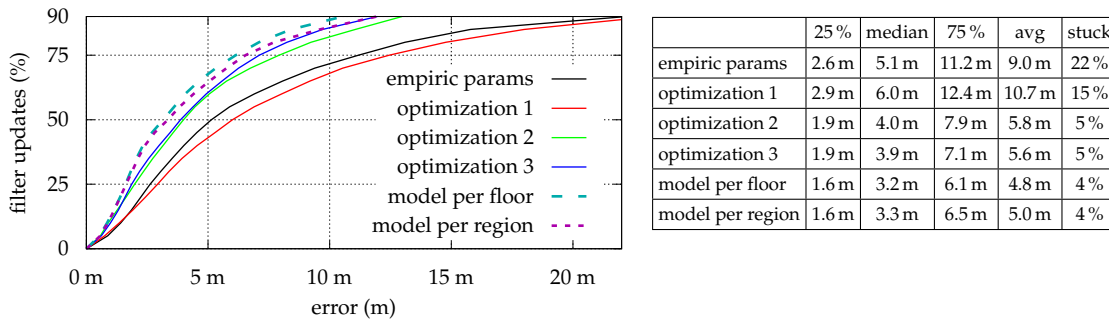 filter updates (%)
90
75
50
25
0
0 m 5 m 10 m 15 m 20 m
error (m)
empiric params
optimization 1
optimization 2
optimization 3
model per floor
model per region
25 % median 75 % avg stuck
empiric params 2.6 m 5.1 m 11.2 m 9.0 m 22 %
optimization 1 2.9 m 6.0 m 12.4 m 10.7 m 15 %
optimization 2 1.9 m 4.0 m 7.9 m 5.8 m 5 %
optimization 3 1.9 m 3.9 m 7.1 m 5.6 m 5 %
model per floor 1.6 m 3.2 m 6.1 m 4.8 m 4 %
model per region 1.6 m 3.3 m 6.5 m 5.0 m 4 %